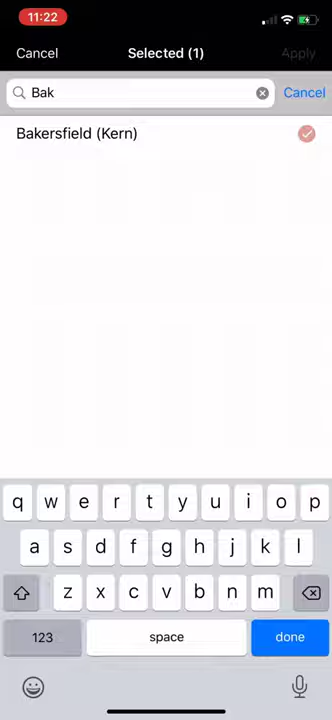 11:22
Cancel Selected (1) Apply
Bak Cancel
Bakersfield (Kern)
q w e r t y u i o p
a s d f g h j k l
z x c v b n m
123 space done